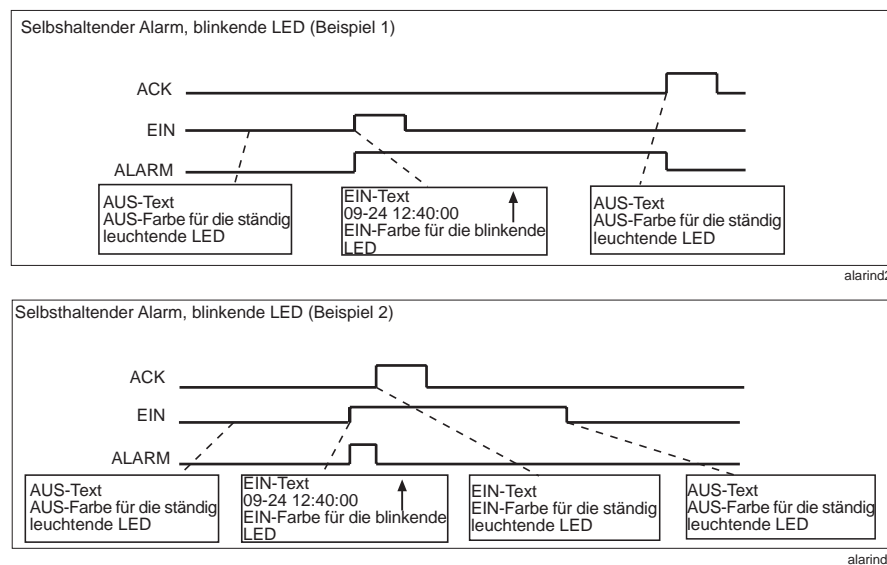 Selbshaltender Alarm, blinkende LED (Beispiel 1)
ACK
EIN
ALARM
AUS-Text
AUS-Farbe für die ständig
leuchtende LED
EIN-Text
09-24 12:40:00
EIN-Farbe für die blinkende
LED
AUS-Text
AUS-Farbe für die ständig
leuchtende LED
alarind2
Selbsthaltender Alarm, blinkende LED (Beispiel 2)
ACK
EIN
ALARM
AUS-Text
AUS-Farbe für die ständig
leuchtende LED
EIN-Text
09-24 12:40:00
EIN-Farbe für die blinkende
LED
EIN-Text
EIN-Farbe für die ständig
leuchtende LED
AUS-Text
AUS-Farbe für die ständig
leuchtende LED
alarind